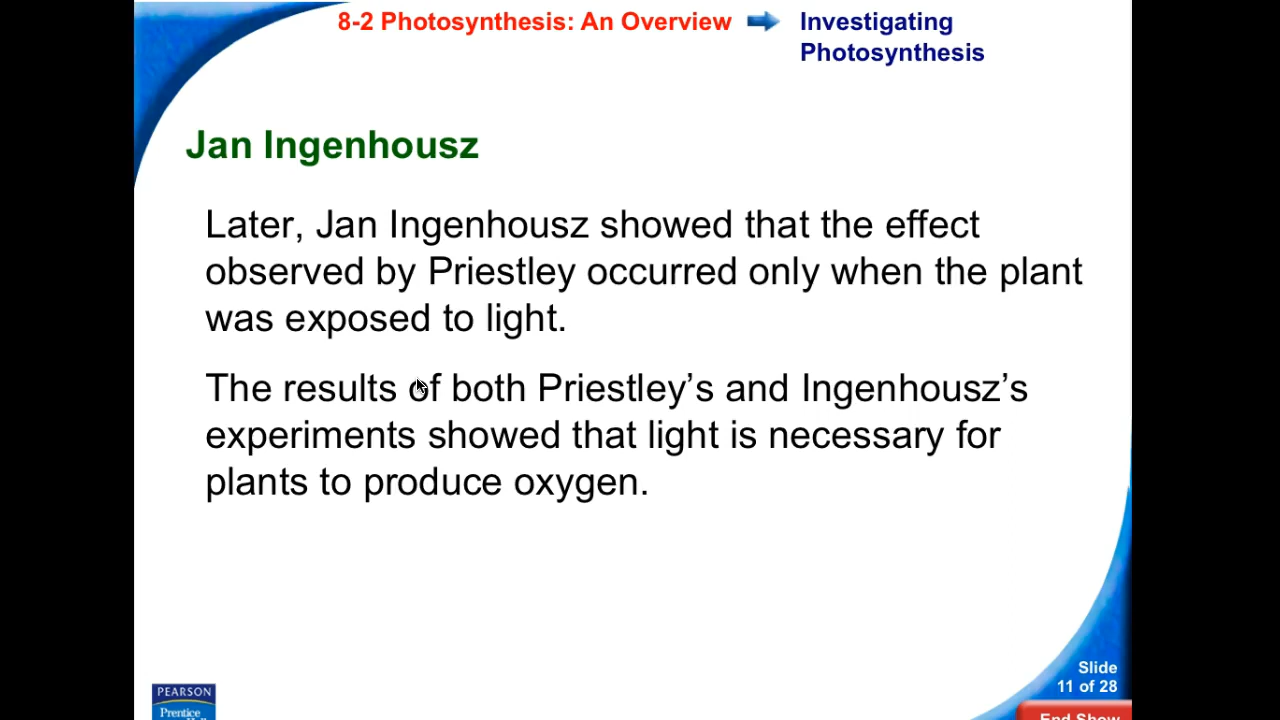 8-2 Photosynthesis: An Overview
Investigating
Photosynthesis
Jan Ingenhousz
Later, Jan Ingenhousz showed that the effect
observed by Priestley occurred only when the plant
was exposed to light.
The results of both Priestley’s and Ingenhousz’s
experiments showed that light is necessary for
plants to produce oxygen.
Slide
11 of 28
PEARSON
Prentice
End Show